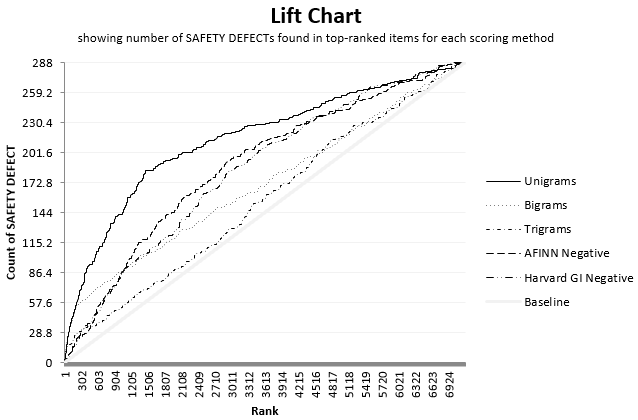 Lift Chart
showing number of SAFETY DEFECTs found in top-ranked items for each scoring method
Count of SAFETY DEFECT
288
259.2
230.4
201.6
172.8
144
115.2
86.4
57.6
28.8
0
1 302 603 904 1205 1506 1807 2108 2409 2710 3011 3312 3613 3914 4215 4516 4817 5118 5419 5720 6021 6322 6623 6924
Rank
Unigrams
Bigrams
Trigrams
AFINN Negative
Harvard GI Negative
Baseline